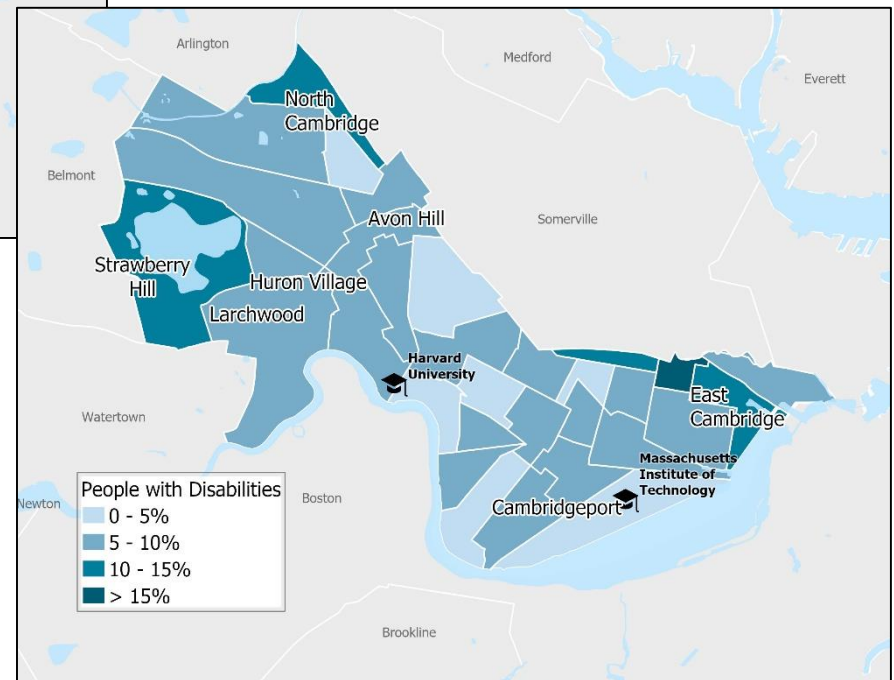 Arlington
Medford
Everett
North
Cambridge
Belmont
Avon Hill
Somerville
Strawberry
Hill
Huron Village
Larchwood
Harvard
University
East
Cambridge
Watertown
Massachusetts
Institute of
Technology
People with Disabilities
0 - 5%
5 - 10%
10 - 15%
> 15%
Newton
Boston
Cambridgeport
Brookline